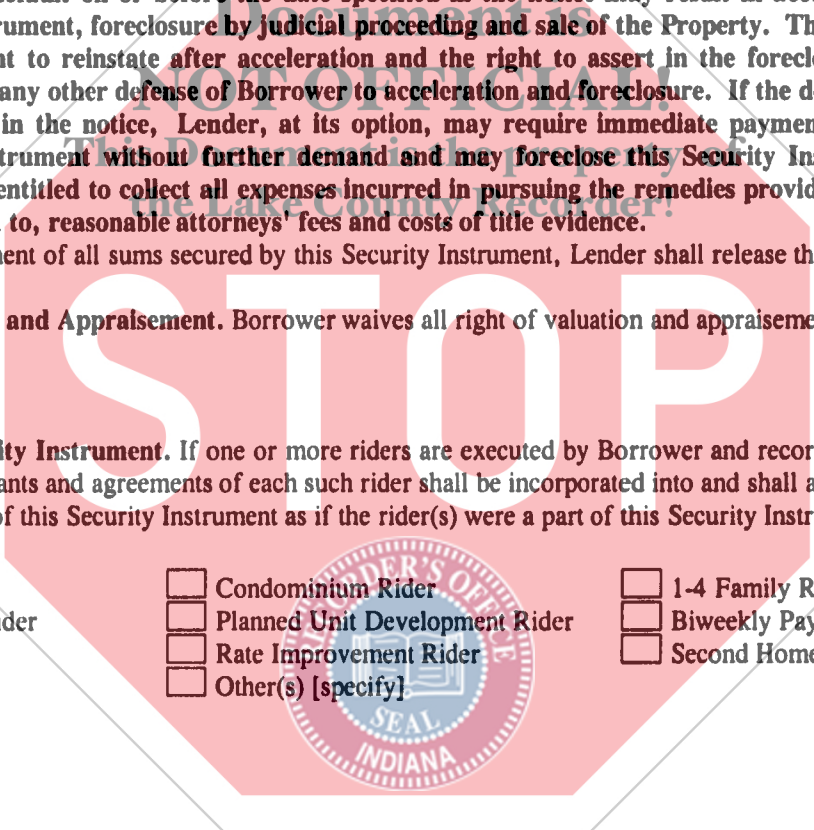 Document is
rument, foreclosure by judicial proceeding and sale of the Property. Th
nt to reinstate after acceleration and the right to assert in the forecl
NOT OFFICIAL!
any other defense of Borrower to acceleration and foreclosure. If the d
in the notice, Lender, at its option, may require immediate paymen
This Document is the property of
trument without further demand and may foreclose this Security Ins
entitled to collect all expenses incurred in pursuing the remedies provid
the Lake County Recorder!
to, reasonable attorneys' fees and costs of title evidence.
ent of all sums secured by this Security Instrument, Lender shall release th
STOP
and Appraisement. Borrower waives all right of valuation and appraiseme
ity Instrument. If one or more riders are executed by Borrower and recor
ants and agreements of each such rider shall be incorporated into and shall a
of this Security Instrument as if the rider(s) were a part of this Security Instr
Condominium Rider
1-4 Family R
der
Planned Unit Development Rider
Biweekly Pay
Rate Improvement Rider
Second Home
Other(s) [specify]
RECORDER'S OFFICE
SEAL
INDIANA